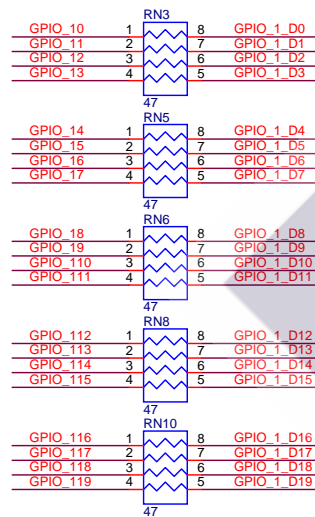 RN3
GPIO_10 1 8 GPIO_1_D0
GPIO_11 2 7 GPIO_1_D1
GPIO_12 3 6 GPIO_1_D2
GPIO_13 4 5 GPIO_1_D3
47
RN5
GPIO_14 1 8 GPIO_1_D4
GPIO_15 2 7 GPIO_1_D5
GPIO_16 3 6 GPIO_1_D6
GPIO_17 4 5 GPIO_1_D7
47
RN6
GPIO_18 1 8 GPIO_1_D8
GPIO_19 2 7 GPIO_1_D9
GPIO_110 3 6 GPIO_1_D10
GPIO_111 4 5 GPIO_1_D11
47
RN8
GPIO_112 1 8 GPIO_1_D12
GPIO_113 2 7 GPIO_1_D13
GPIO_114 3 6 GPIO_1_D14
GPIO_115 4 5 GPIO_1_D15
47
RN10
GPIO_116 1 8 GPIO_1_D16
GPIO_117 2 7 GPIO_1_D17
GPIO_118 3 6 GPIO_1_D18
GPIO_119 4 5 GPIO_1_D19
47